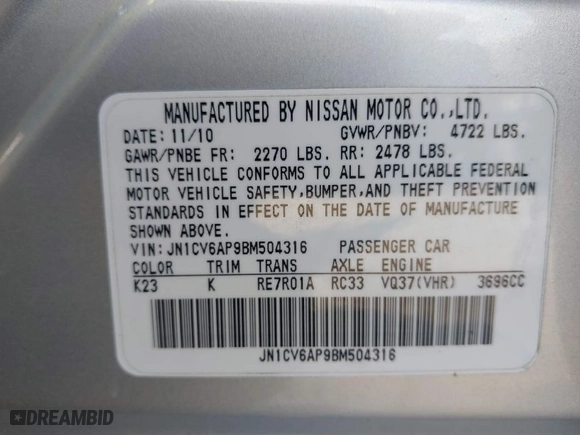 MANUFACTURED BY NISSAN MOTOR CO.,LTD.
DATE: 11/10 GVWR/PNBV: 4722 LBS.
GAWR/PNBE FR: 2270 LBS. RR: 2478 LBS.
THIS VEHICLE CONFORMS TO ALL APPLICABLE FEDERAL
MOTOR VEHICLE SAFETY,BUMPER,AND THEFT PREVENTION
STANDARDS IN EFFECT ON THE DATE OF MANUFACTURE
SHOWN ABOVE.
VIN: JN1CV6AP9BM504316 PASSENGER CAR
COLOR TRIM TRANS AXLE ENGINE
K23 K RE7R01A RC33 VQ37(VHR) 3696CC
JN1CV6AP9BM504316
DREAMBID